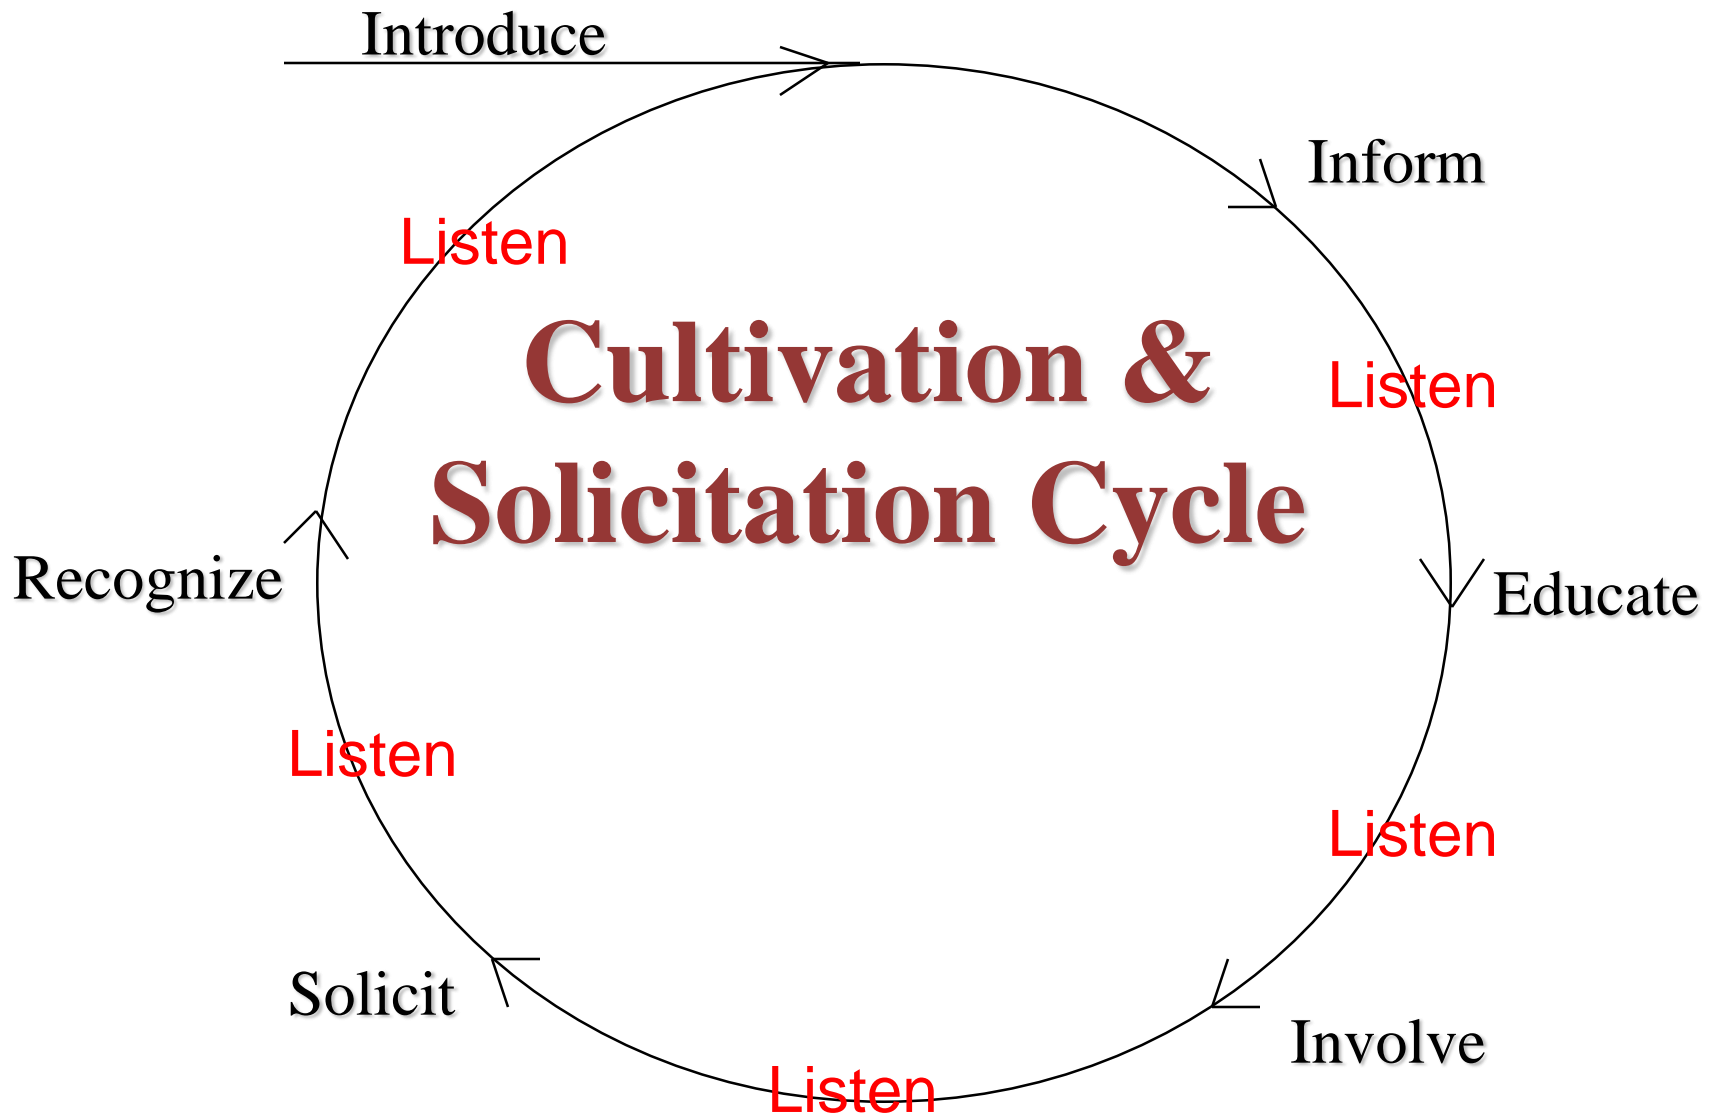 Introduce
Inform
Listen
Cultivation &
Solicitation Cycle
Listen
Recognize
Educate
Listen
Listen
Solicit
Involve
Listen